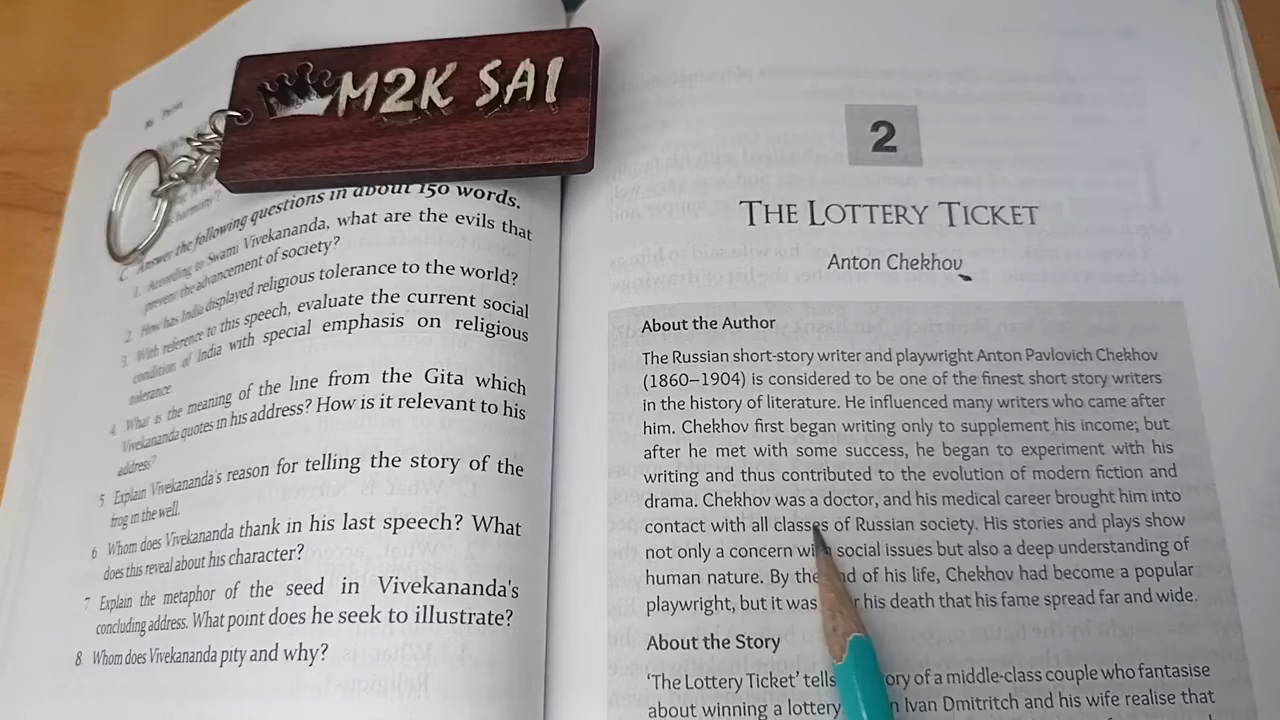 M2K SAI
C. Answer the following questions in about 150 words.
1. According to Swami Vivekananda, what are the evils that
prevent the advancement of society?
2. How has India displayed religious tolerance to the world?
3. With reference to this speech, evaluate the current social
condition of India with special emphasis on religious
tolerance.
4. What is the meaning of the line from the Gita which
Vivekananda quotes in his address? How is it relevant to his
address?
5 Explain Vivekananda's reason for telling the story of the
frog in the well.
6 Whom does Vivekananda thank in his last speech? What
does this reveal about his character?
7 Explain the metaphor of the seed in Vivekananda's
concluding address. What point does he seek to illustrate?
8. Whom does Vivekananda pity and why?
2
THE LOTTERY TICKET
Anton Chekhov
About the Author
The Russian short-story writer and playwright Anton Pavlovich Chekhov
(1860–1904) is considered to be one of the finest short story writers
in the history of literature. He influenced many writers who came after
him. Chekhov first began writing only to supplement his income; but
after he met with some success, he began to experiment with his
writing and thus contributed to the evolution of modern fiction and
drama. Chekhov was a doctor, and his medical career brought him into
contact with all classes of Russian society. His stories and plays show
not only a concern with social issues but also a deep understanding of
human nature. By the end of his life, Chekhov had become a popular
playwright, but it was his death that his fame spread far and wide.
About the Story
'The Lottery Ticket' tells story of a middle-class couple who fantasise
about winning a lottery Ivan Dmitritch and his wife realise that